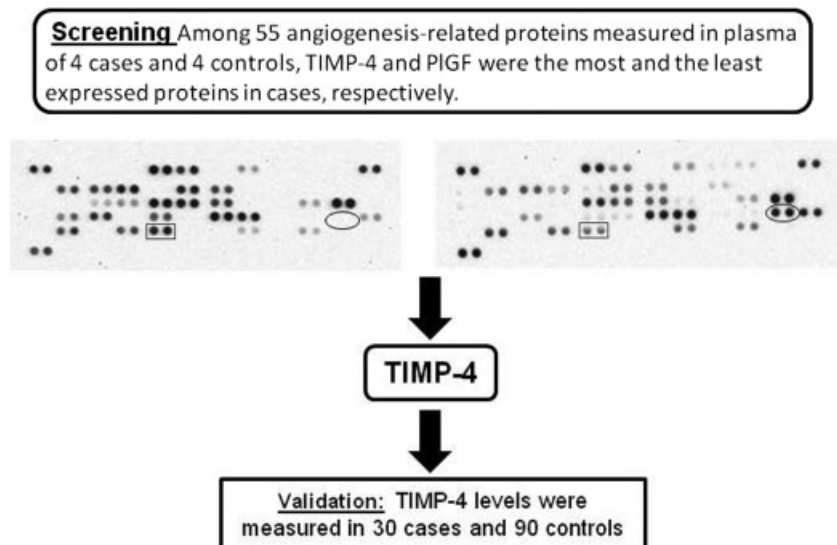 Screening Among 55 angiogenesis-related proteins measured in plasma
of 4 cases and 4 controls, TIMP-4 and PlGF were the most and the least
expressed proteins in cases, respectively.
TIMP-4
Validation: TIMP-4 levels were
measured in 30 cases and 90 controls